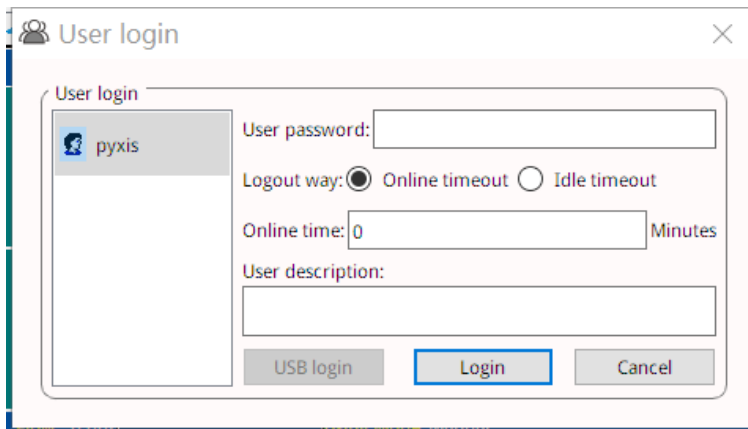 User login
User login
pyxis
User password:
Logout way: Online timeout Idle timeout
Online time: 0 Minutes
User description:
USB login Login Cancel